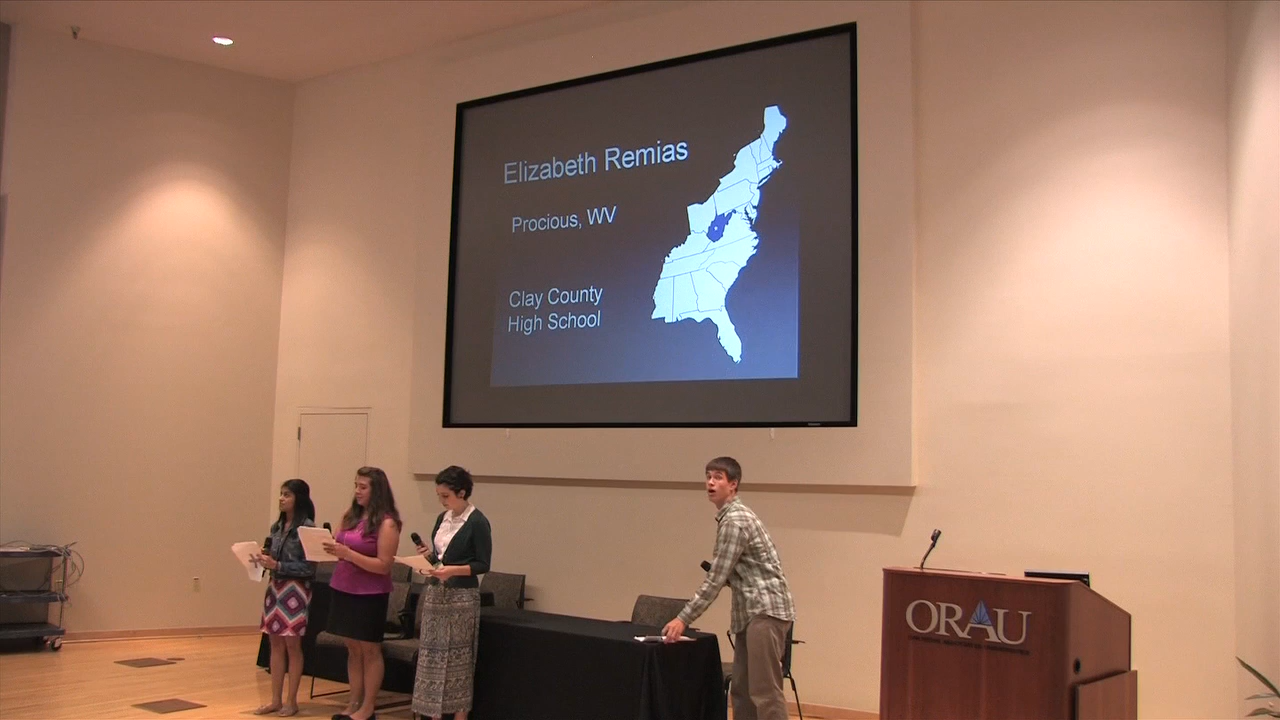 Elizabeth Remias
Procious, WV
Clay County
High School
ORAU